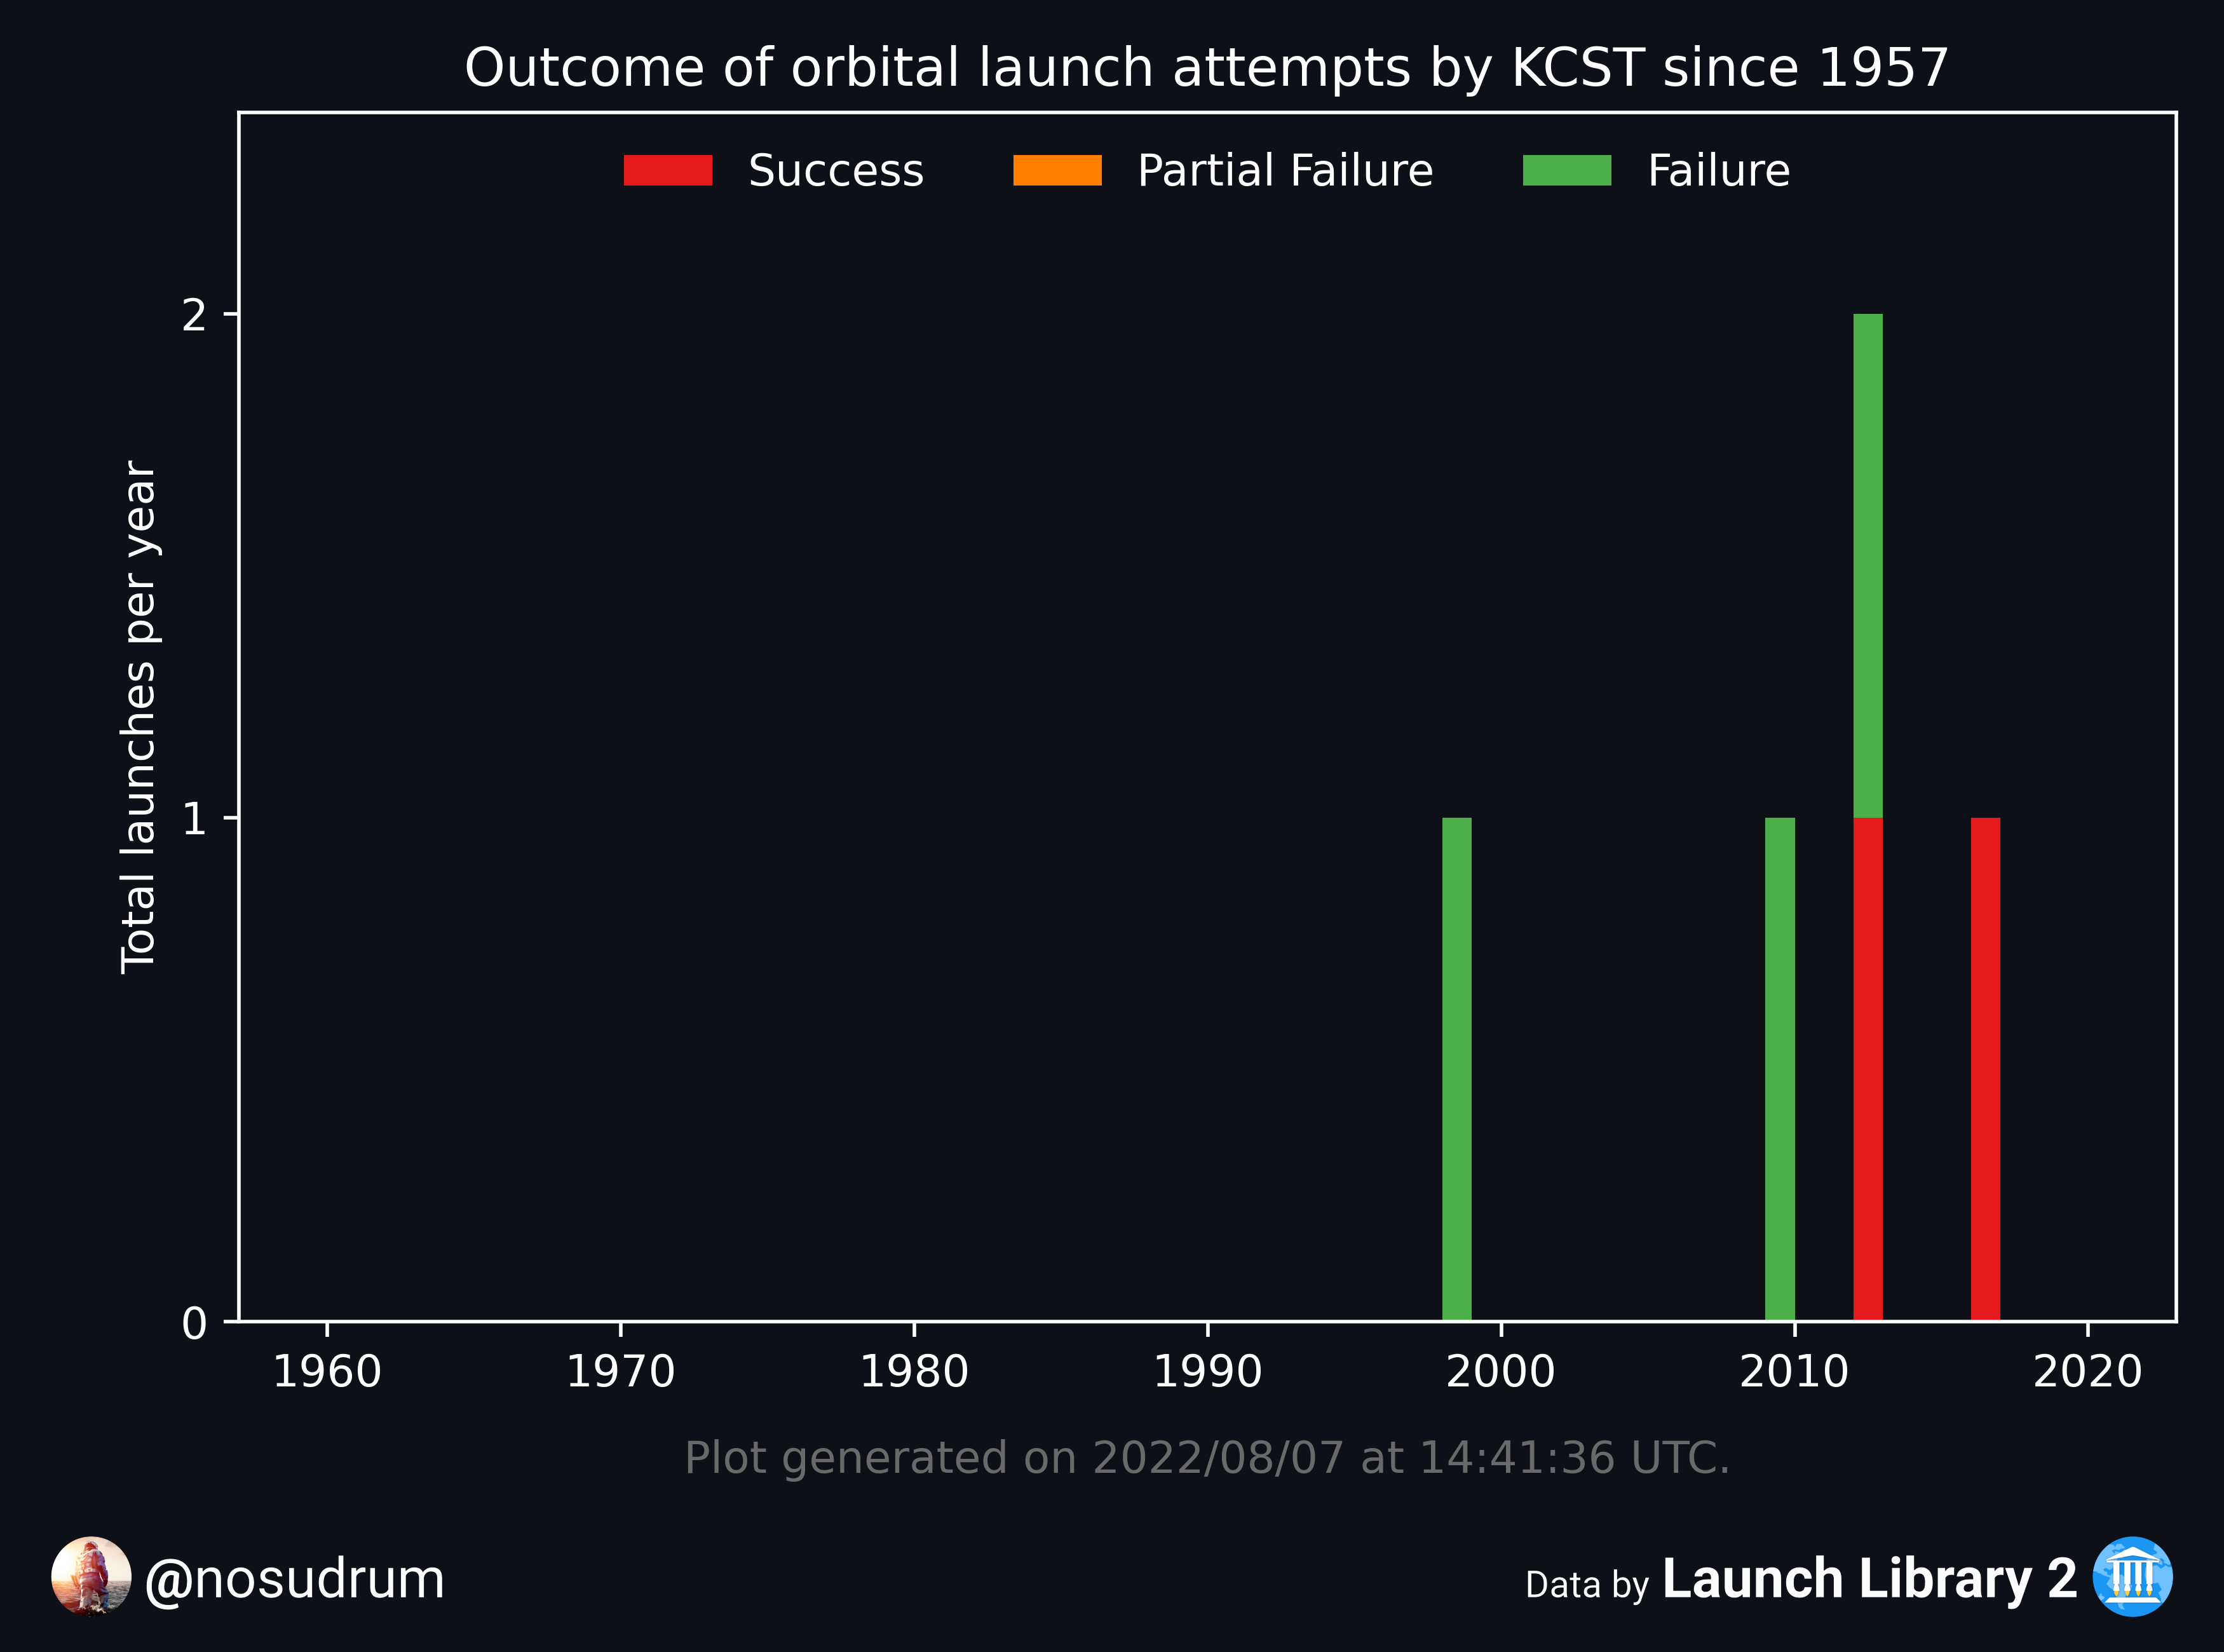 Outcome of orbital launch attempts by KCST since 1957
Success Partial Failure Failure
Total launches per year
2
1
0
1960 1970 1980 1990 2000 2010 2020
Plot generated on 2022/08/07 at 14:41:36 UTC.
@nosudrum
Data by Launch Library 2